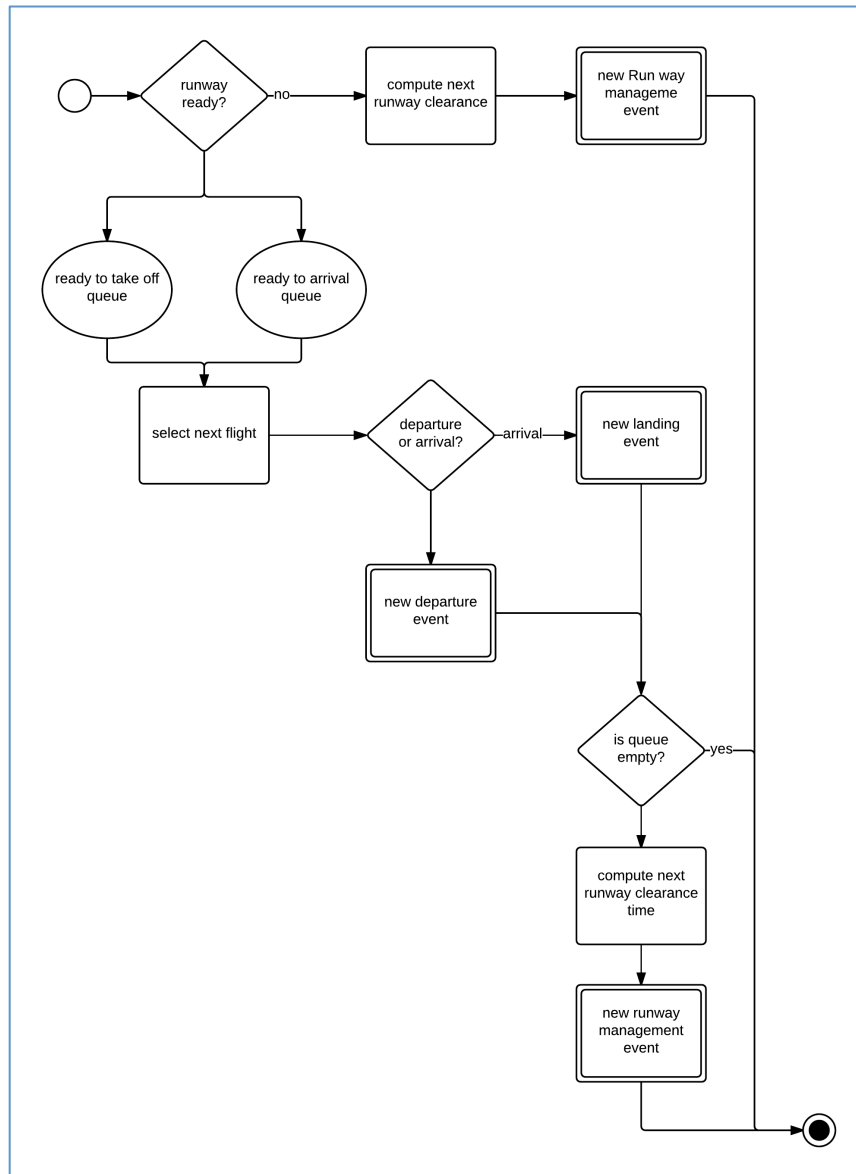 runway
ready?
no
compute next
runway clearance
new Run way
manageme
event
ready to take off
queue
ready to arrival
queue
select next flight
departure
or arrival?
arrival
new landing
event
new departure
event
is queue
empty?
yes
compute next
runway clearance
time
new runway
management
event